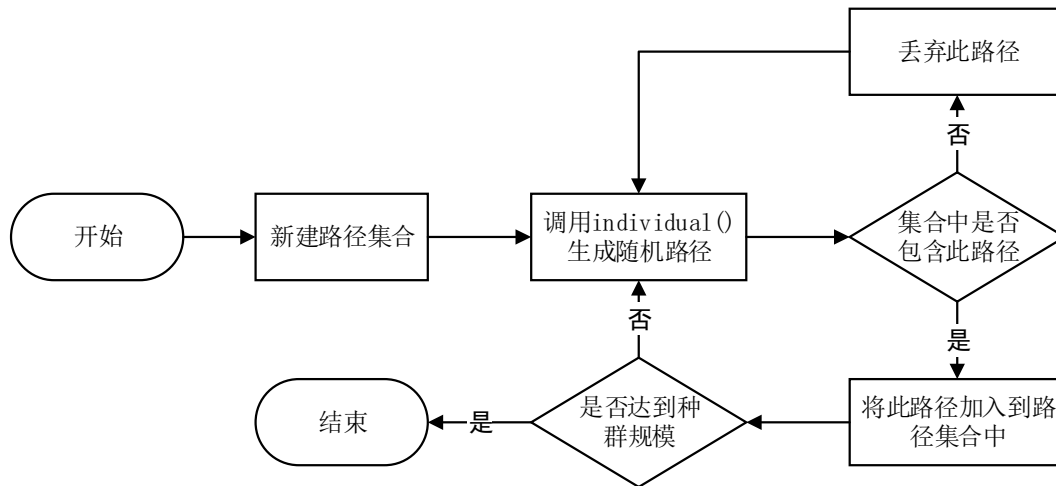 丢弃此路径
否
开始
新建路径集合
调用individual()
生成随机路径
集合中是否
包含此路径
否
是
结束
是
是否达到种
群规模
将此路径加入到路
径集合中